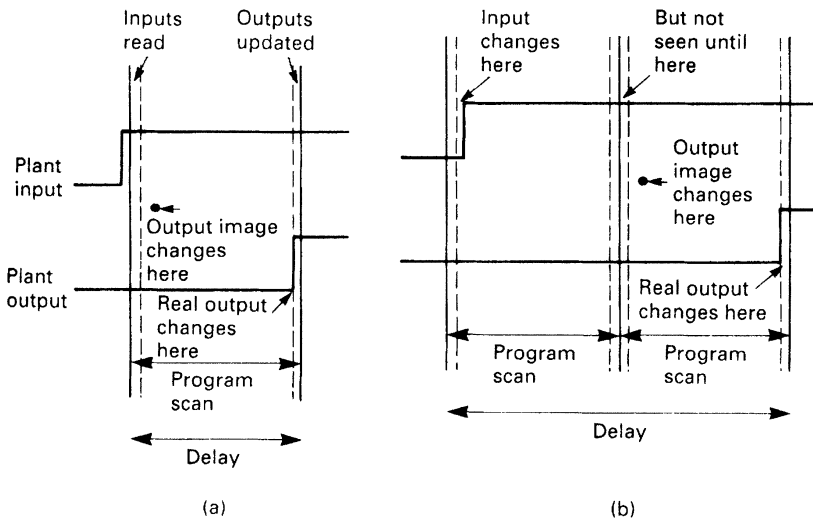 Inputs
read
Outputs
updated
Plant
input
Output image
changes
here
Plant
output
Real output
changes
here
Program
scan
Delay
(a)
Input
changes
here
But not
seen until
here
Output
image
changes
here
Real output
changes here
Program
scan
Program
scan
Delay
(b)